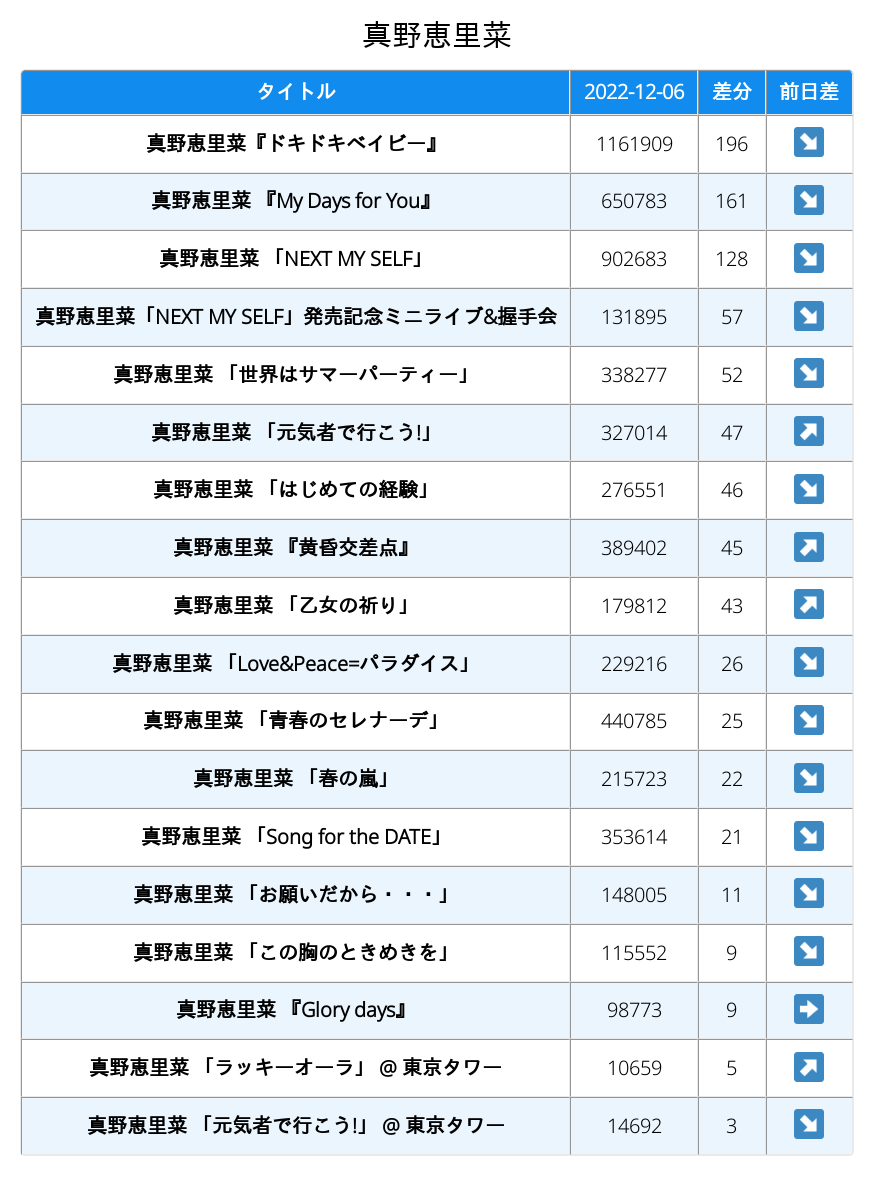 真野恵里菜
タイトル 2022-12-06 差分 前日差
真野恵里菜『ドキドキベイビー』 1161909 196 ↘
真野恵里菜 『My Days for You』 650783 161 ↘
真野恵里菜 「NEXT MY SELF」 902683 128 ↘
真野恵里菜「NEXT MY SELF」発売記念ミニライブ&握手会 131895 57 ↘
真野恵里菜 「世界はサマーパーティー」 338277 52 ↘
真野恵里菜 「元気者で行こう!」 327014 47 ↗
真野恵里菜 「はじめての経験」 276551 46 ↘
真野恵里菜 『黄昏交差点』 389402 45 ↗
真野恵里菜 「乙女の祈り」 179812 43 ↗
真野恵里菜 「Love&Peace=パラダイス」 229216 26 ↘
真野恵里菜 「青春のセレナーデ」 440785 25 ↘
真野恵里菜 「春の嵐」 215723 22 ↘
真野恵里菜 「Song for the DATE」 353614 21 ↘
真野恵里菜 「お願いだから・・・」 148005 11 ↘
真野恵里菜 「この胸のときめきを」 115552 9 ↘
真野恵里菜 『Glory days』 98773 9 ➡
真野恵里菜 「ラッキーオーラ」 @ 東京タワー 10659 5 ↗
真野恵里菜 「元気者で行こう!」 @ 東京タワー 14692 3 ↘